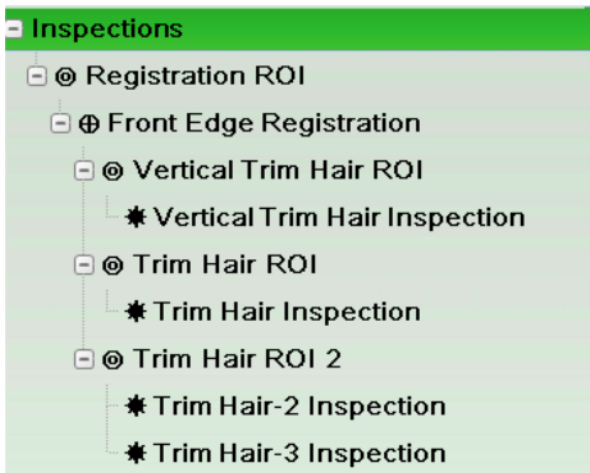 Inspections
Registration ROI
Front Edge Registration
Vertical Trim Hair ROI
Vertical Trim Hair Inspection
Trim Hair ROI
Trim Hair Inspection
Trim Hair ROI 2
Trim Hair-2 Inspection
Trim Hair-3 Inspection